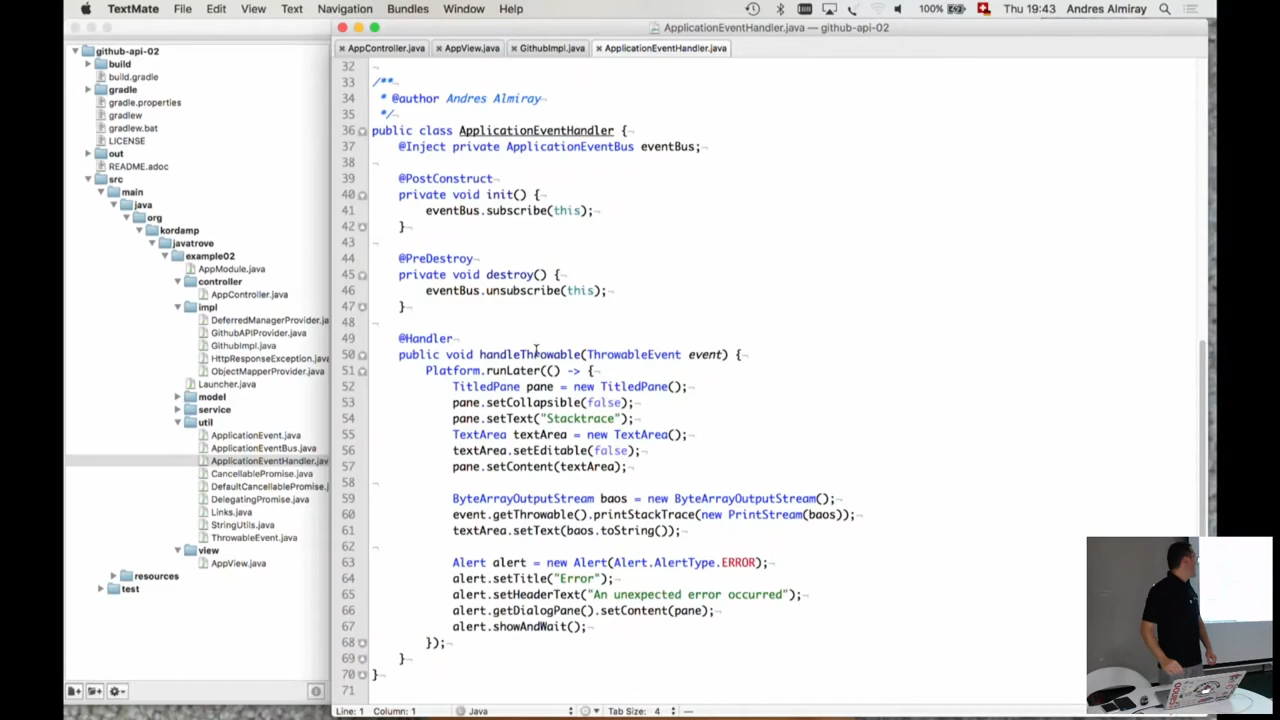 TextMate File Edit View Text Navigation Bundles Window Help 100% Thu 19:43 Andres Almiray
ApplicationEventHandler.java — github-api-02
github-api-02
build
build.gradle
gradle
gradle.properties
gradlew
gradlew.bat
LICENSE
out
README.adoc
src
main
java
org
kordamp
javatrove
example02
AppModule.java
controller
AppController.java
impl
DeferredManagerProvider.ja
GithubAPIProvider.java
GithubImpl.java
HttpResponseException.java
ObjectMapperProvider.java
Launcher.java
model
service
util
ApplicationEvent.java
ApplicationEventBus.java
ApplicationEventHandler.jav
CancellablePromise.java
DefaultCancellablePromise.j
DelegatingPromise.java
Links.java
StringUtils.java
ThrowableEvent.java
view
AppView.java
resources
test
AppController.java AppView.java GithubImpl.java ApplicationEventHandler.java
32
33 /**
34 * @author Andres Almiray
35 */
36 public class ApplicationEventHandler {
37 @Inject private ApplicationEventBus eventBus;
38
39 @PostConstruct
40 private void init() {
41 eventBus.subscribe(this);
42 }
43
44 @PreDestroy
45 private void destroy() {
46 eventBus.unsubscribe(this);
47 }
48
49 @Handler
50 public void handleThrowable(ThrowableEvent event) {
51 Platform.runLater(() -> {
52 TitledPane pane = new TitledPane();
53 pane.setCollapsible(false);
54 pane.setText("Stacktrace");
55 TextArea textArea = new TextArea();
56 textArea.setEditable(false);
57 pane.setContent(textArea);
58
59 ByteArrayOutputStream baos = new ByteArrayOutputStream();
60 event.getThrowable().printStackTrace(new PrintStream(baos));
61 textArea.setText(baos.toString());
62
63 Alert alert = new Alert(Alert.AlertType.ERROR);
64 alert.setTitle("Error");
65 alert.setHeaderText("An unexpected error occurred");
66 alert.getDialogPane().setContent(pane);
67 alert.showAndWait();
68 });
69 }
70 }
71
Line: 1 Column: 1 Java Tab Size: 4 —